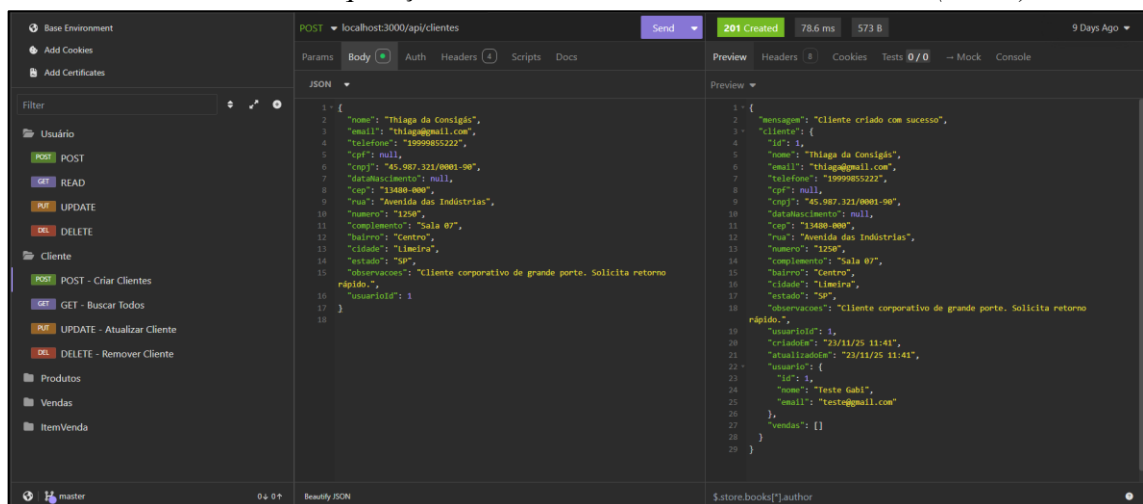 Base Environment
Add Cookies
Add Certificates
Filter
Usuário
POST POST
GET READ
PUT UPDATE
DEL DELETE
Cliente
POST POST - Criar Clientes
GET GET - Buscar Todos
PUT UPDATE - Atualizar Cliente
DEL DELETE - Remover Cliente
Produtos
Vendas
ItemVenda
master 0↓ 0↑
POST localhost:3000/api/clientes Send
Params Body Auth Headers 4 Scripts Docs
JSON
1 {
2 "nome": "Thiaga da Consigás",
3 "email": "thiaga@gmail.com",
4 "telefone": "19999855222",
5 "cpf": null,
6 "cnpj": "45.987.321/0001-90",
7 "dataNascimento": null,
8 "cep": "13480-000",
9 "rua": "Avenida das Indústrias",
10 "numero": "1250",
11 "complemento": "Sala 07",
12 "bairro": "Centro",
13 "cidade": "Limeira",
14 "estado": "SP",
15 "observacoes": "Cliente corporativo de grande porte. Solicita retorno
rápido.",
16 "usuarioId": 1
17 }
18
Beautify JSON
201 Created 78.6 ms 573 B 9 Days Ago
Preview Headers 8 Cookies Tests 0 / 0 → Mock Console
Preview
1 {
2 "mensagem": "Cliente criado com sucesso",
3 "cliente": {
4 "id": 1,
5 "nome": "Thiaga da Consigás",
6 "email": "thiaga@gmail.com",
7 "telefone": "19999855222",
8 "cpf": null,
9 "cnpj": "45.987.321/0001-90",
10 "dataNascimento": null,
11 "cep": "13480-000",
12 "rua": "Avenida das Indústrias",
13 "numero": "1250",
14 "complemento": "Sala 07",
15 "bairro": "Centro",
16 "cidade": "Limeira",
17 "estado": "SP",
18 "observacoes": "Cliente corporativo de grande porte. Solicita retorno
rápido.",
19 "usuarioId": 1,
20 "criadoEm": "23/11/25 11:41",
21 "atualizadoEm": "23/11/25 11:41",
22 "usuario": {
23 "id": 1,
24 "nome": "Teste Gabi",
25 "email": "teste@gmail.com"
26 },
27 "vendas": []
28 }
29 }
$.store.books[*].author